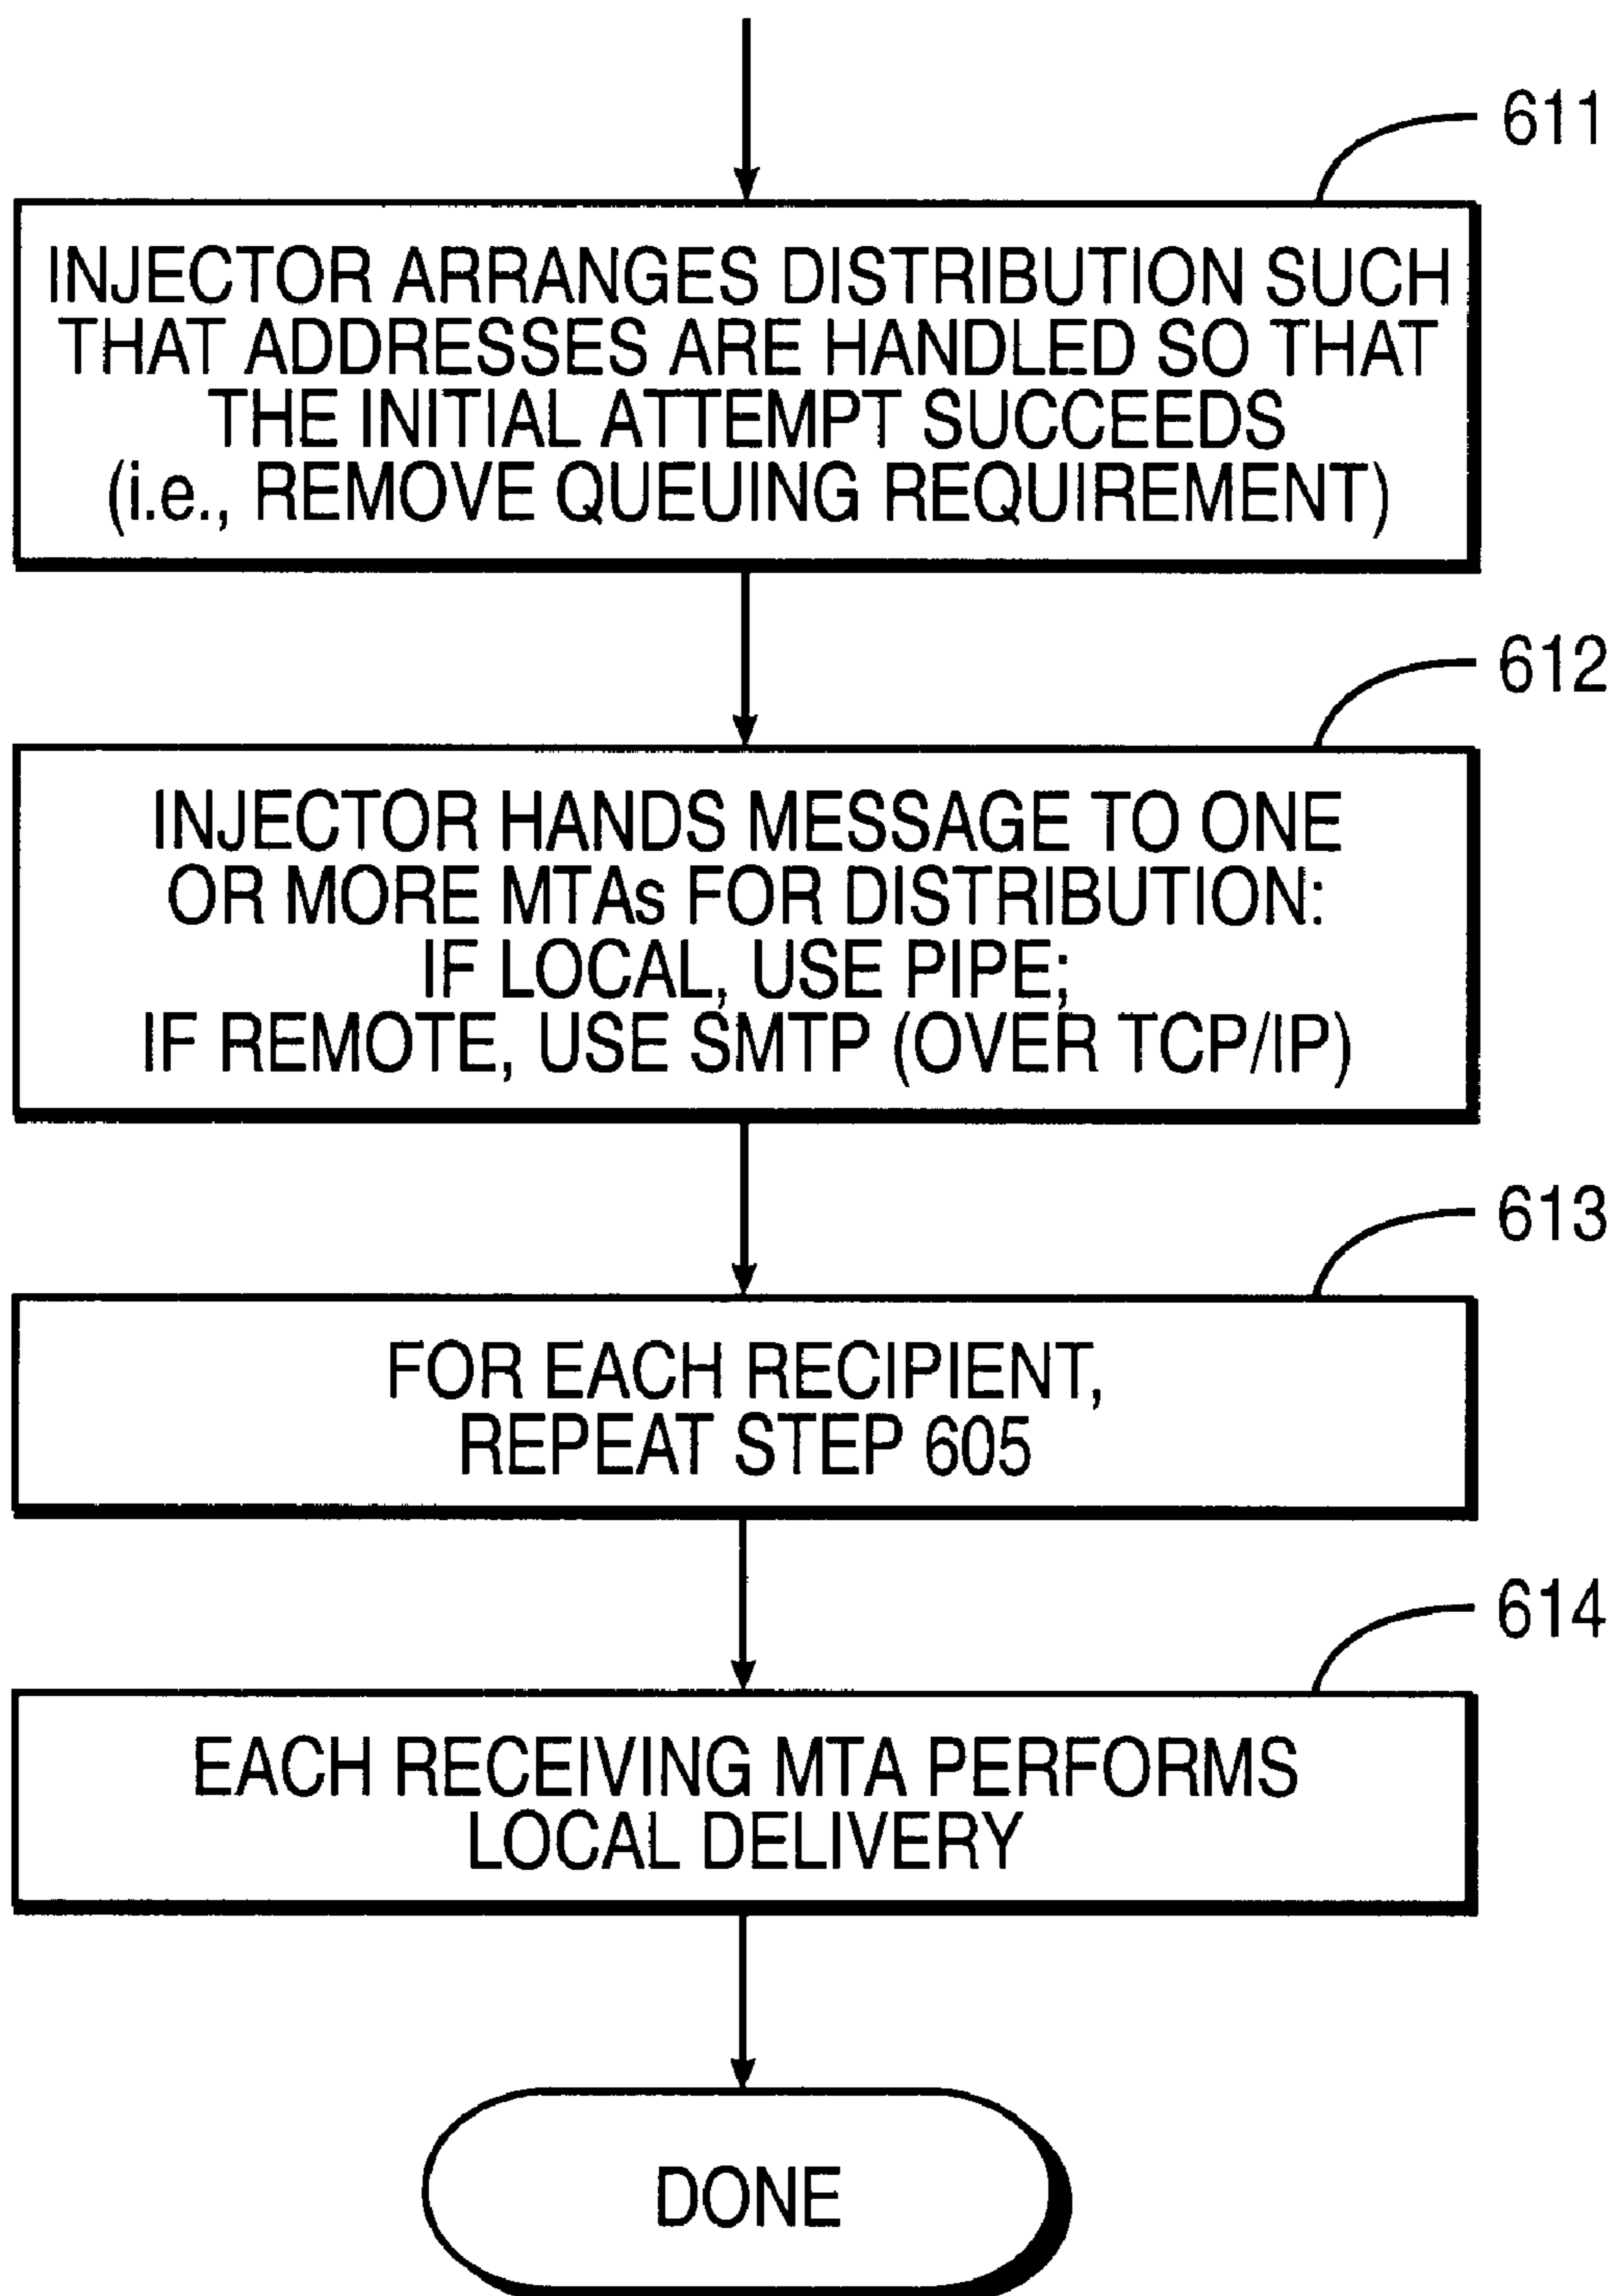 611
INJECTOR ARRANGES DISTRIBUTION SUCH
THAT ADDRESSES ARE HANDLED SO THAT
THE INITIAL ATTEMPT SUCCEEDS
(i.e., REMOVE QUEUING REQUIREMENT)
612
INJECTOR HANDS MESSAGE TO ONE
OR MORE MTAs FOR DISTRIBUTION:
IF LOCAL, USE PIPE;
IF REMOTE, USE SMTP (OVER TCP/IP)
613
FOR EACH RECIPIENT,
REPEAT STEP 605
614
EACH RECEIVING MTA PERFORMS
LOCAL DELIVERY
DONE